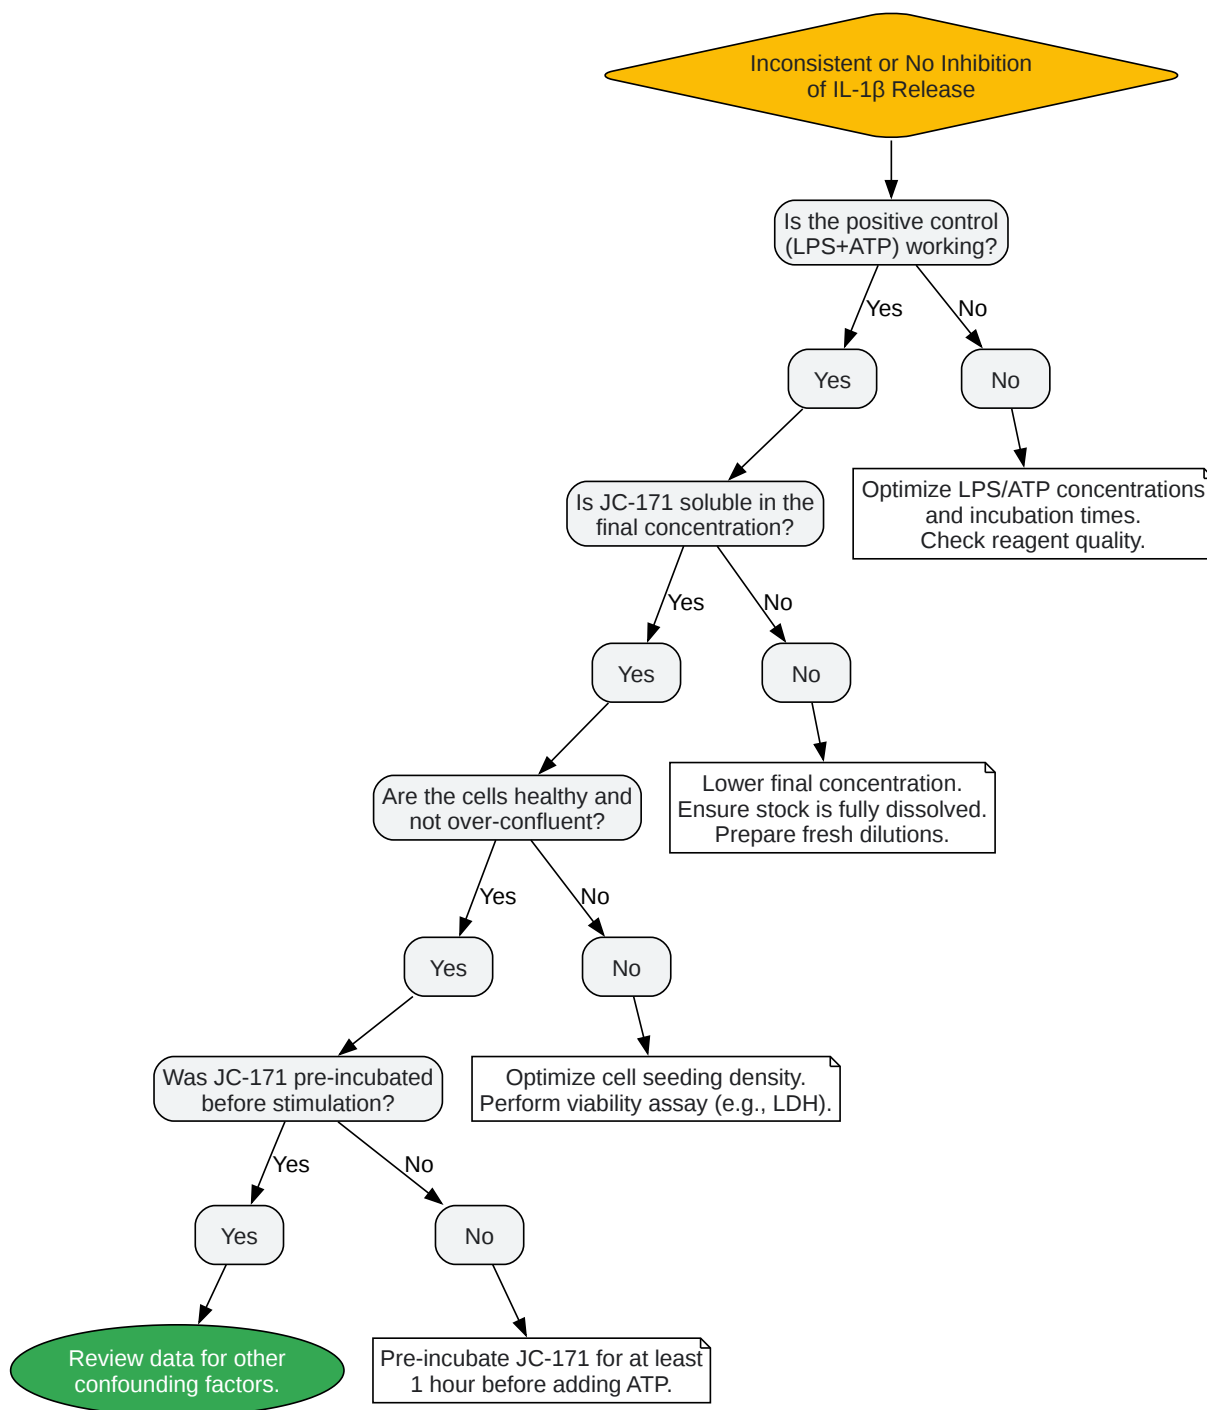 Inconsistent or No Inhibition
of IL-1β Release
Is the positive control
(LPS+ATP) working?
Yes
No
Yes
No
Is JC-171 soluble in the
final concentration?
Optimize LPS/ATP concentrations
and incubation times.
Check reagent quality.
Yes
No
Yes
No
Are the cells healthy and
not over-confluent?
Lower final concentration.
Ensure stock is fully dissolved.
Prepare fresh dilutions.
Yes
No
Yes
No
Was JC-171 pre-incubated
before stimulation?
Optimize cell seeding density.
Perform viability assay (e.g., LDH).
Yes
No
Yes
No
Review data for other
confounding factors.
Pre-incubate JC-171 for at least
1 hour before adding ATP.